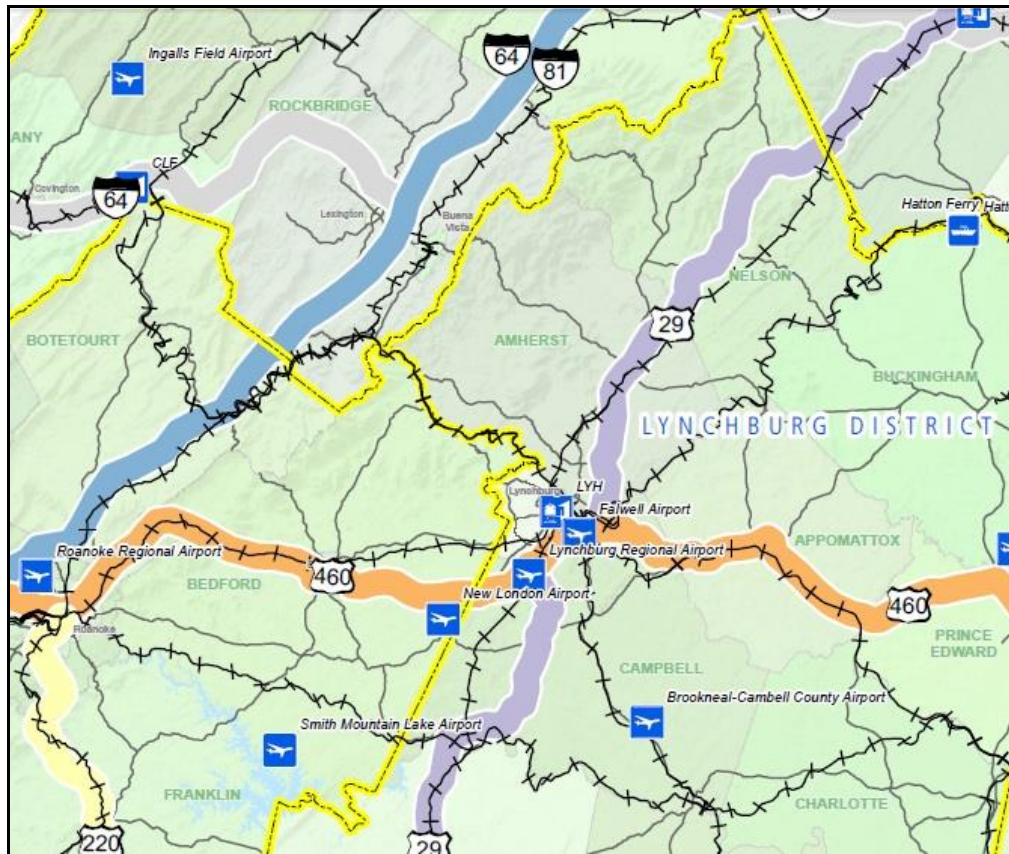 Ingalls Field Airport
64
81
ROCKBRIDGE
ANY
CLF
Covington
64
Lexington
Buena
Vista
Hatton Ferry
Hatt
NELSON
29
BOTETOURT
AMHERST
BUCKINGHAM
LYNCHBURG DISTRICT
LYH
Lynchburg
Falwell Airport
APPOMATTOX
Roanoke Regional Airport
Lynchburg Regional Airport
460
BEDFORD
New London Airport
460
Roanoke
PRINCE
EDWARD
CAMPBELL
Brookneal-Cambell County Airport
Smith Mountain Lake Airport
FRANKLIN
CHARLOTTE
220
29